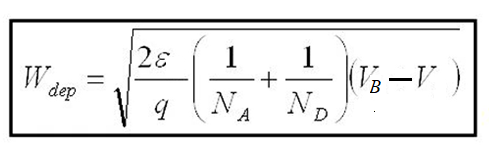 W_dep = √(2ε/q (1/N_A + 1/N_D)(V_B − V ))